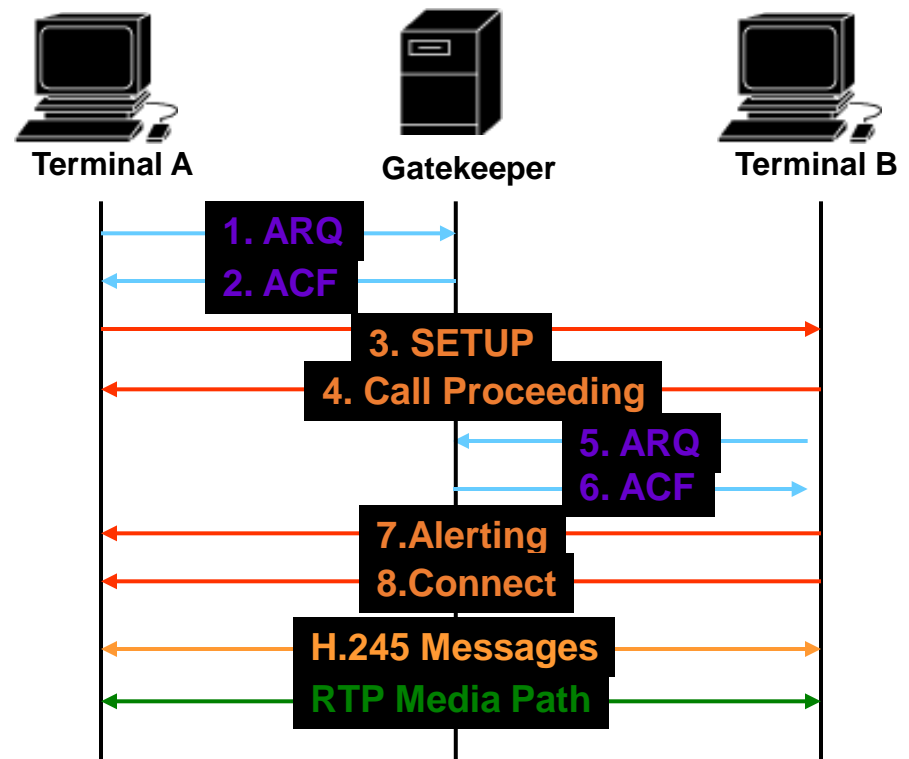 Terminal A
Gatekeeper
Terminal B
1. ARQ
2. ACF
3. SETUP
4. Call Proceeding
5. ARQ
6. ACF
7.Alerting
8.Connect
H.245 Messages
RTP Media Path